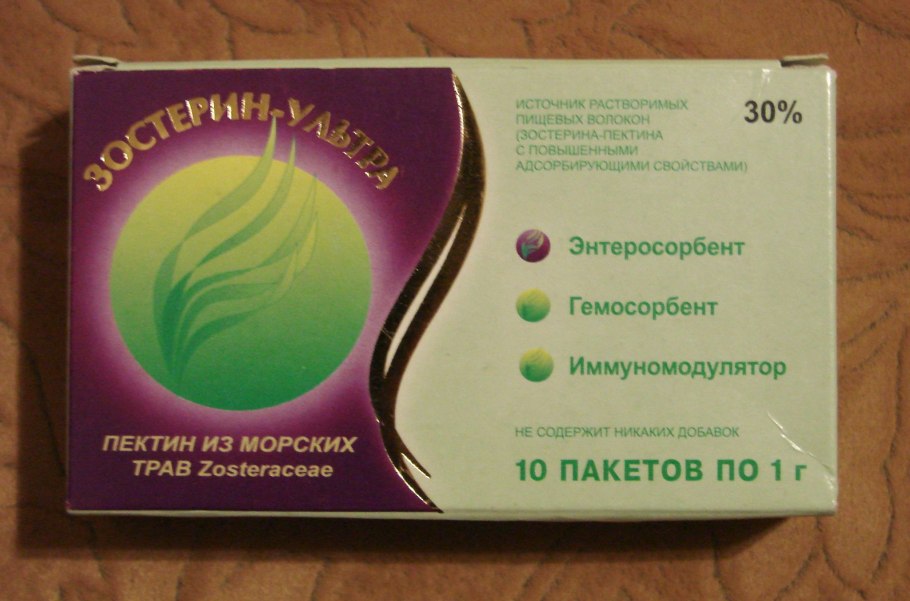 ЗОСТЕРИН-УЛЬТРА
ПЕКТИН ИЗ МОРСКИХ
ТРАВ Zosteraceae
30%
ИСТОЧНИК РАСТВОРИМЫХ
ПИЩЕВЫХ ВОЛОКОН
(ЗОСТЕРИНА-ПЕКТИНА
С ПОВЫШЕННЫМИ
АДСОРБИРУЮЩИМИ СВОЙСТВАМИ)
Энтеросорбент
Гемосорбент
Иммуномодулятор
НЕ СОДЕРЖИТ НИКАКИХ ДОБАВОК
10 ПАКЕТОВ ПО 1 г